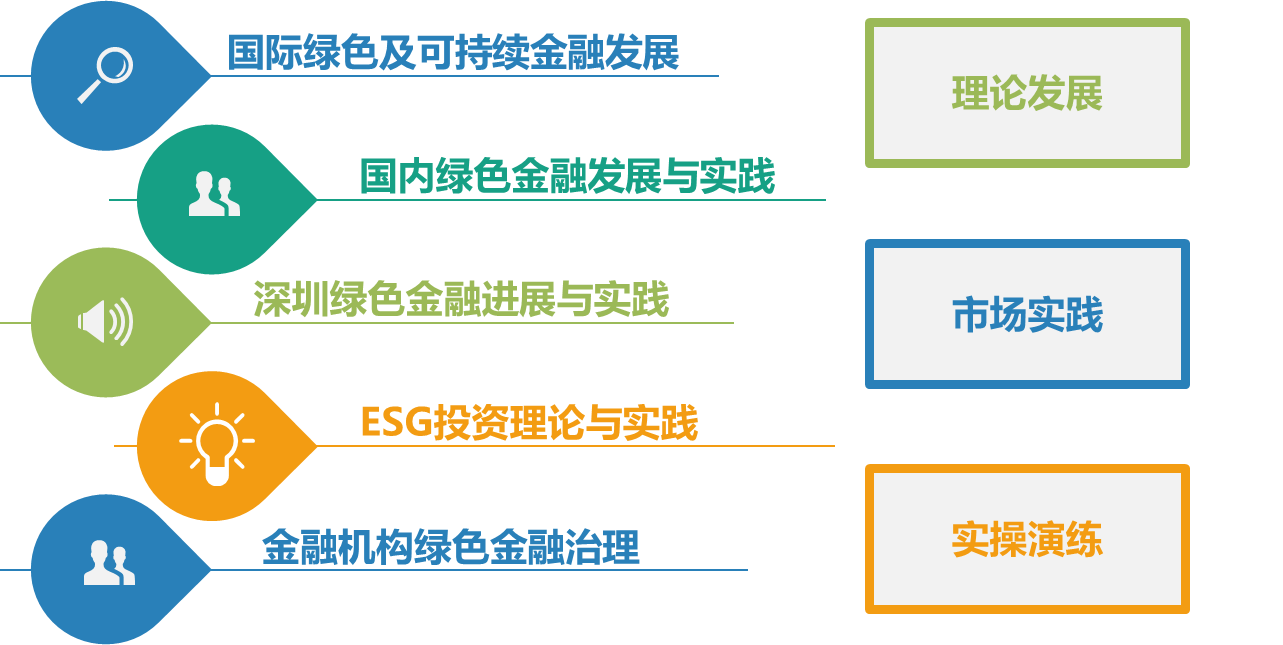 国际绿色及可持续金融发展
国内绿色金融发展与实践
深圳绿色金融进展与实践
ESG投资理论与实践
金融机构绿色金融治理
理论发展
市场实践
实操演练